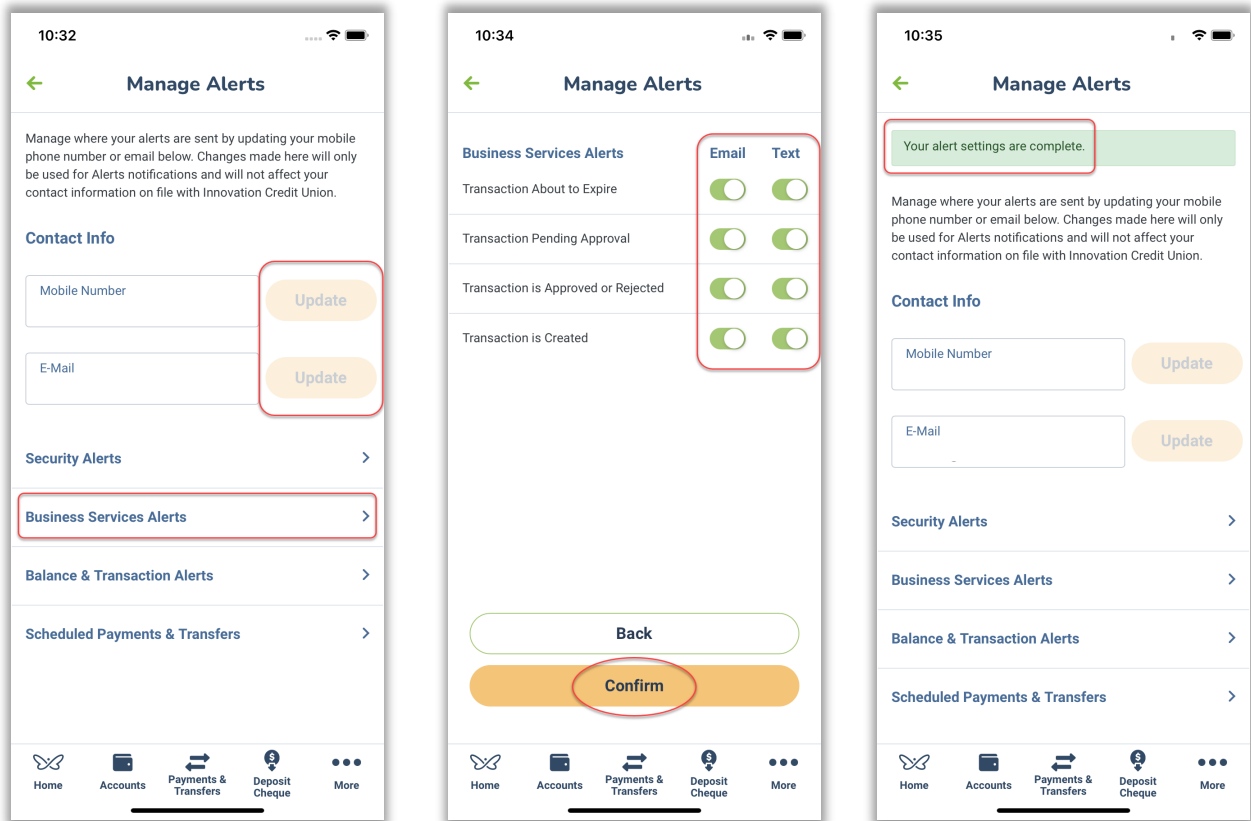 10:32
Manage Alerts
Manage where your alerts are sent by updating your mobile
phone number or email below. Changes made here will only
be used for Alerts notifications and will not affect your
contact information on file with Innovation Credit Union.
Contact Info
Mobile Number
Update
E-Mail
Update
Security Alerts
Business Services Alerts
Balance & Transaction Alerts
Scheduled Payments & Transfers
Home
Accounts
Payments &
Transfers
Deposit
Cheque
More
10:34
Manage Alerts
Business Services Alerts Email Text
Transaction About to Expire
Transaction Pending Approval
Transaction is Approved or Rejected
Transaction is Created
Back
Confirm
Home
Accounts
Payments &
Transfers
Deposit
Cheque
More
10:35
Manage Alerts
Your alert settings are complete.
Manage where your alerts are sent by updating your mobile
phone number or email below. Changes made here will only
be used for Alerts notifications and will not affect your
contact information on file with Innovation Credit Union.
Contact Info
Mobile Number
Update
E-Mail
Update
Security Alerts
Business Services Alerts
Balance & Transaction Alerts
Scheduled Payments & Transfers
Home
Accounts
Payments &
Transfers
Deposit
Cheque
More